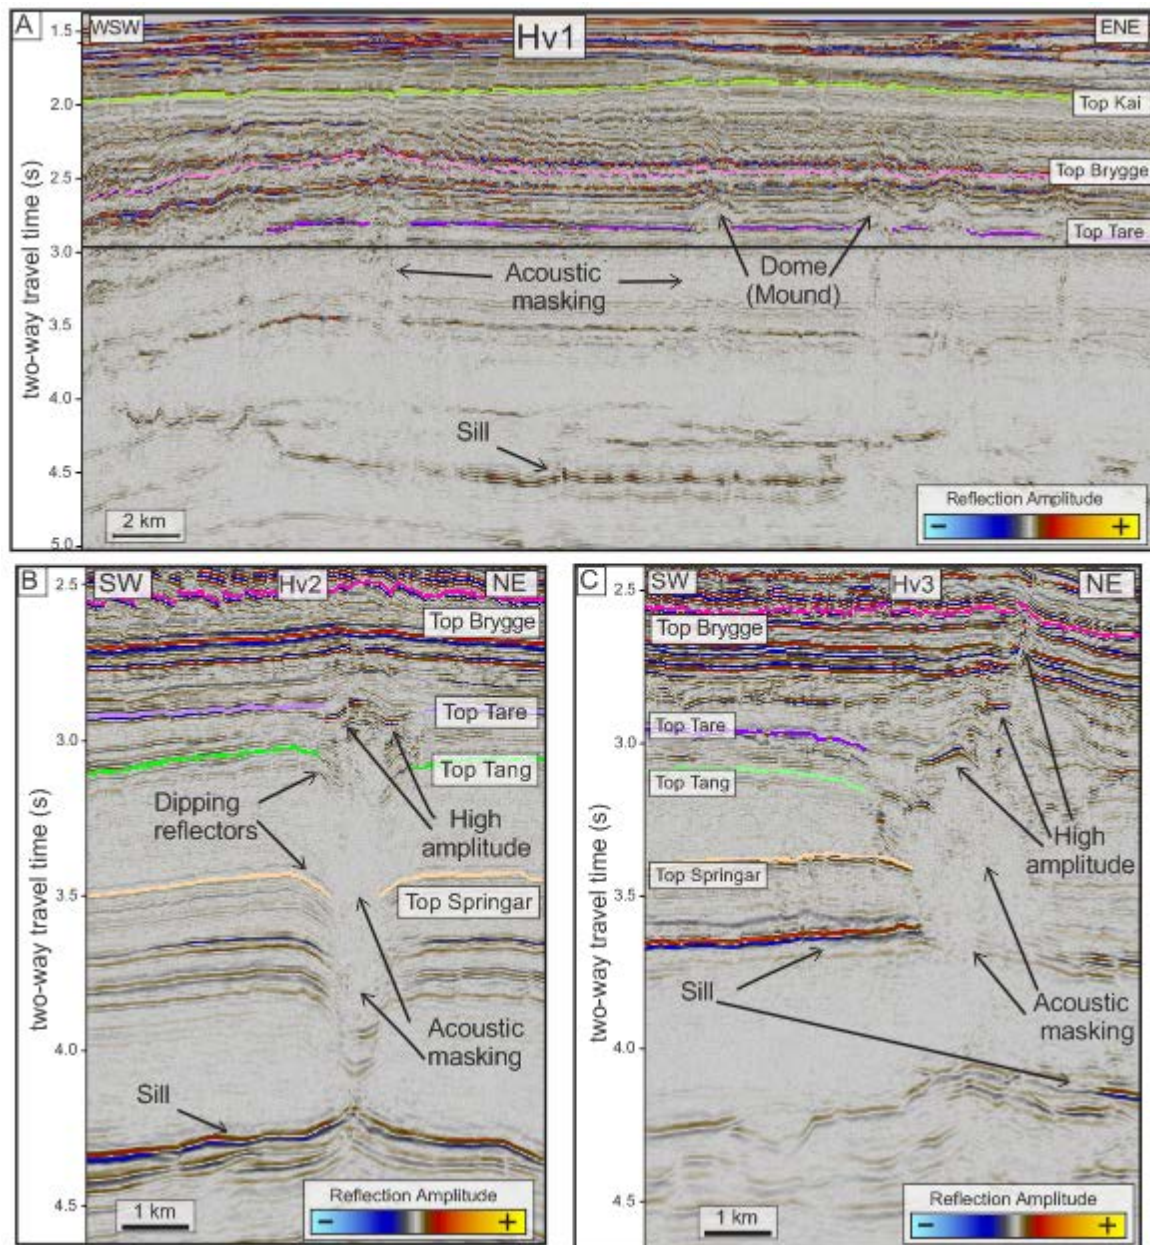 A
WSW
Hv1
ENE
1.5
2.0
2.5
3.0
3.5
4.0
4.5
5.0
two-way travel time (s)
Top Kai
Top Brygge
Top Tare
Acoustic
masking
Dome
(Mound)
Sill
2 km
Reflection Amplitude
- +
B
SW
Hv2
NE
2.5
3.0
3.5
4.0
4.5
two-way travel time (s)
Top Brygge
Top Tare
Top Tang
Dipping
reflectors
High
amplitude
Top Springar
Acoustic
masking
Sill
1 km
Reflection Amplitude
- +
C
SW
Hv3
NE
2.5
3.0
3.5
4.0
4.5
two-way travel time (s)
Top Brygge
Top Tare
Top Tang
High
amplitude
Top Springar
Sill
Acoustic
masking
1 km
Reflection Amplitude
- +